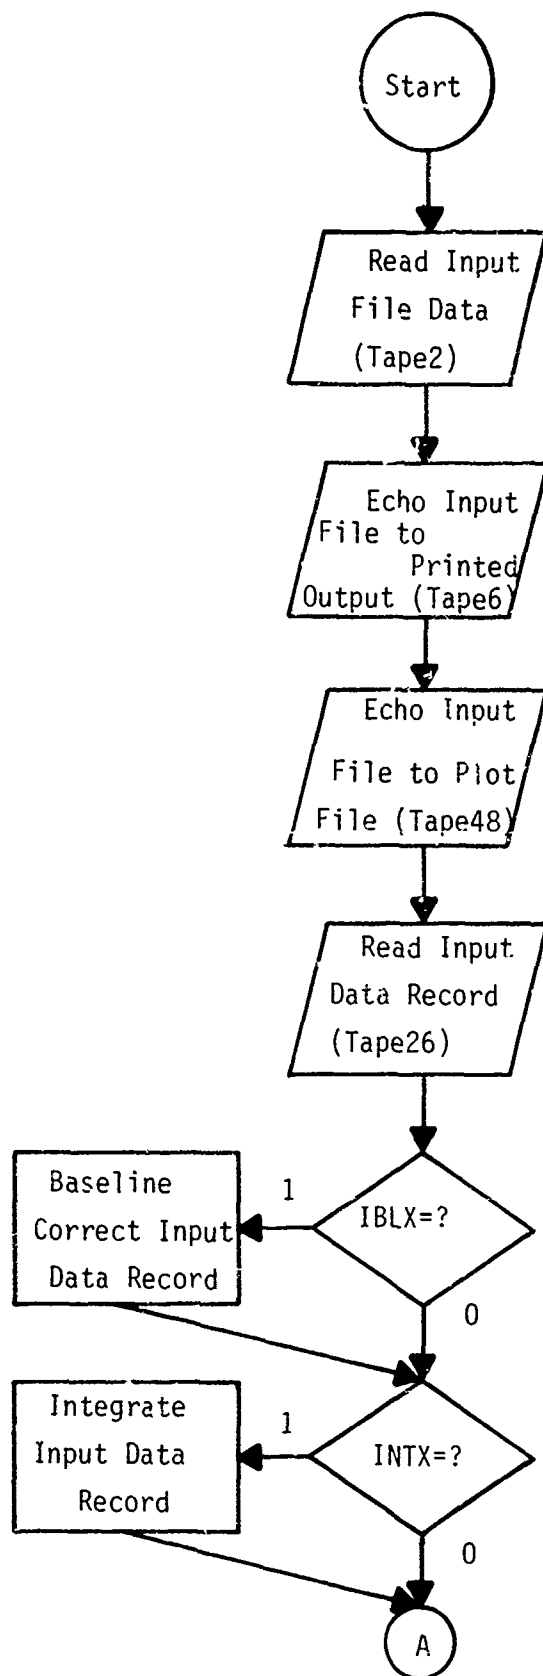 Start
Read Input
File Data
(Tape2)
Echo Input
File to
Printed
Output (Tape6)
Echo Input
File to Plot
File (Tape48)
Read Input
Data Record
(Tape26)
IBLX=?
1
Baseline
Correct Input
Data Record
0
INTX=?
1
Integrate
Input Data
Record
0
A